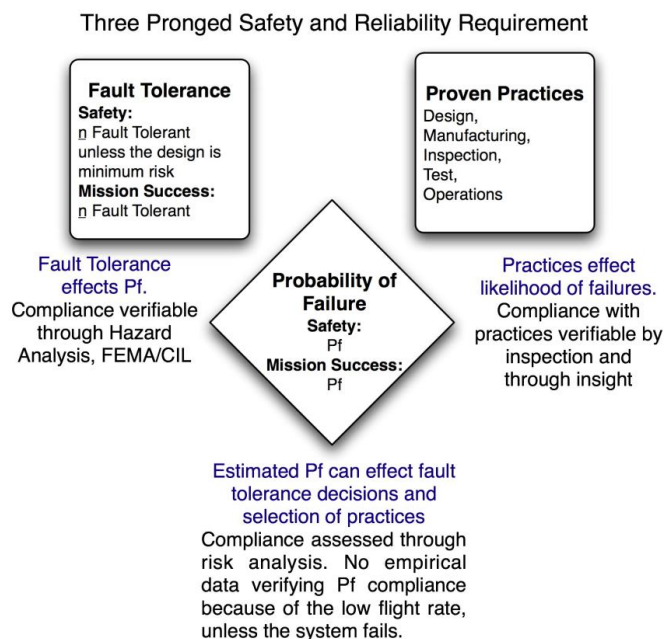 Three Pronged Safety and Reliability Requirement
Fault Tolerance
Safety:
n Fault Tolerant
unless the design is
minimum risk
Mission Success:
n Fault Tolerant
Proven Practices
Design,
Manufacturing,
Inspection,
Test,
Operations
Fault Tolerance
effects Pf.
Compliance verifiable
through Hazard
Analysis, FEMA/CIL
Probability of
Failure
Safety:
Pf
Mission Success:
Pf
Practices effect
likelihood of failures.
Compliance with
practices verifiable by
inspection and
through insight
Estimated Pf can effect fault
tolerance decisions and
selection of practices
Compliance assessed through
risk analysis. No empirical
data verifying Pf compliance
because of the low flight rate,
unless the system fails.